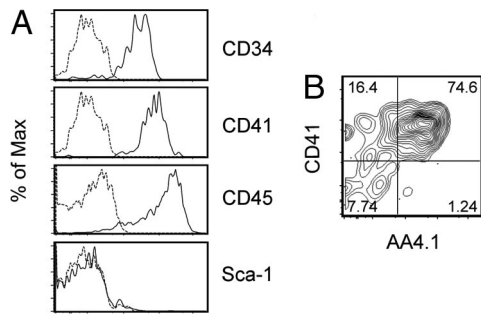 A
% of Max
CD34
CD41
CD45
Sca-1
B
CD41
16.4
74.6
7.74
1.24
AA4.1